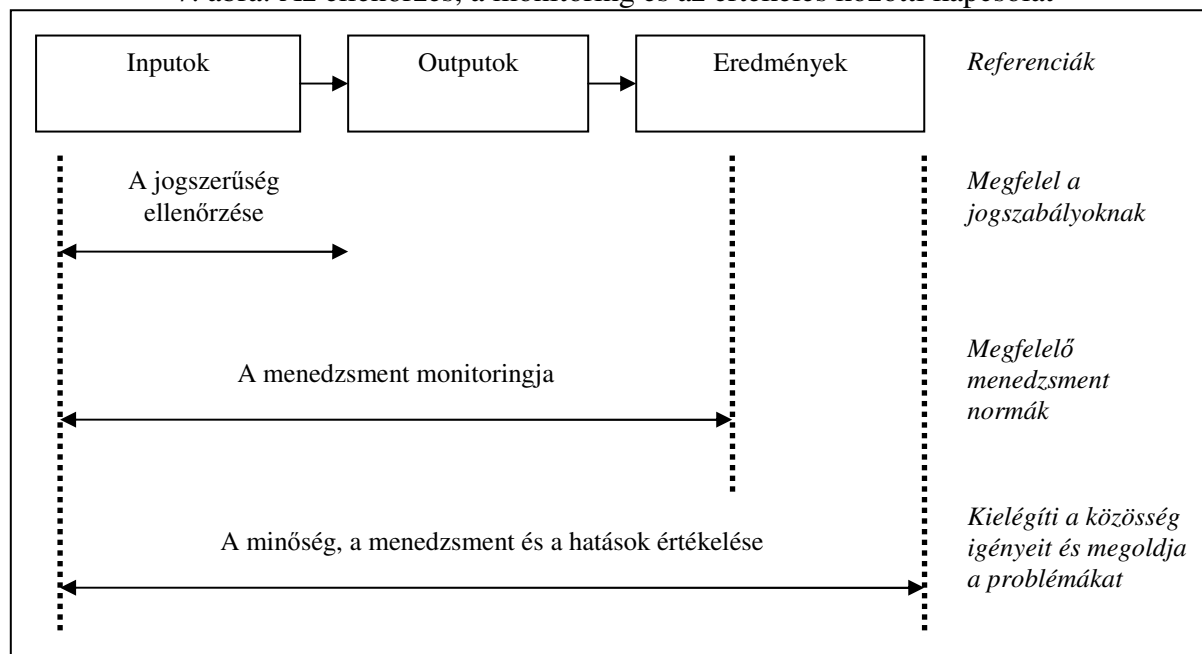 Inputok
Outputok
Eredmények
Referenciák
A jogszerűség
ellenőrzése
Megfelel a
jogszabályoknak
A menedzsment monitoringja
Megfelelő
menedzsment
normák
A minőség, a menedzsment és a hatások értékelése
Kielégíti a közösség
igényeit és megoldja
a problémákat